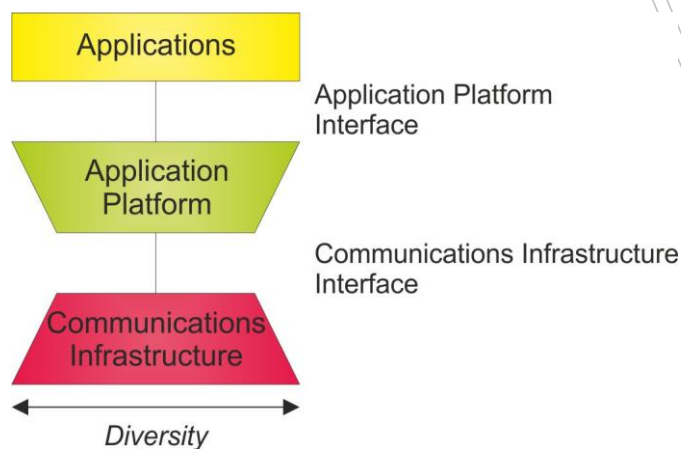 Applications
Application Platform
Interface
Application
Platform
Communications Infrastructure
Interface
Communications
Infrastructure
Diversity